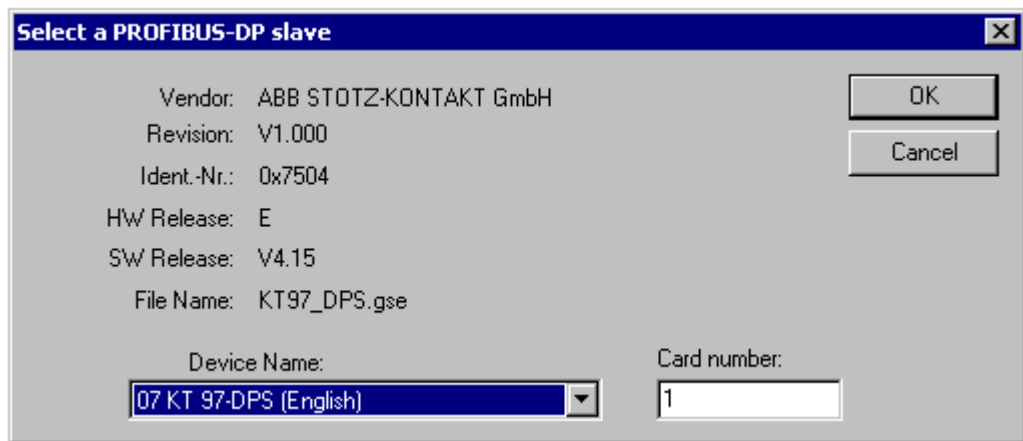 Select a PROFIBUS-DP slave
Vendor: ABB STOTZ-KONTAKT GmbH
OK
Revision: V1.000
Cancel
Ident.-Nr.: 0x7504
HW Release: E
SW Release: V4.15
File Name: KT97_DPS.gse
Device Name:
Card number:
07 KT 97-DPS (English)
1